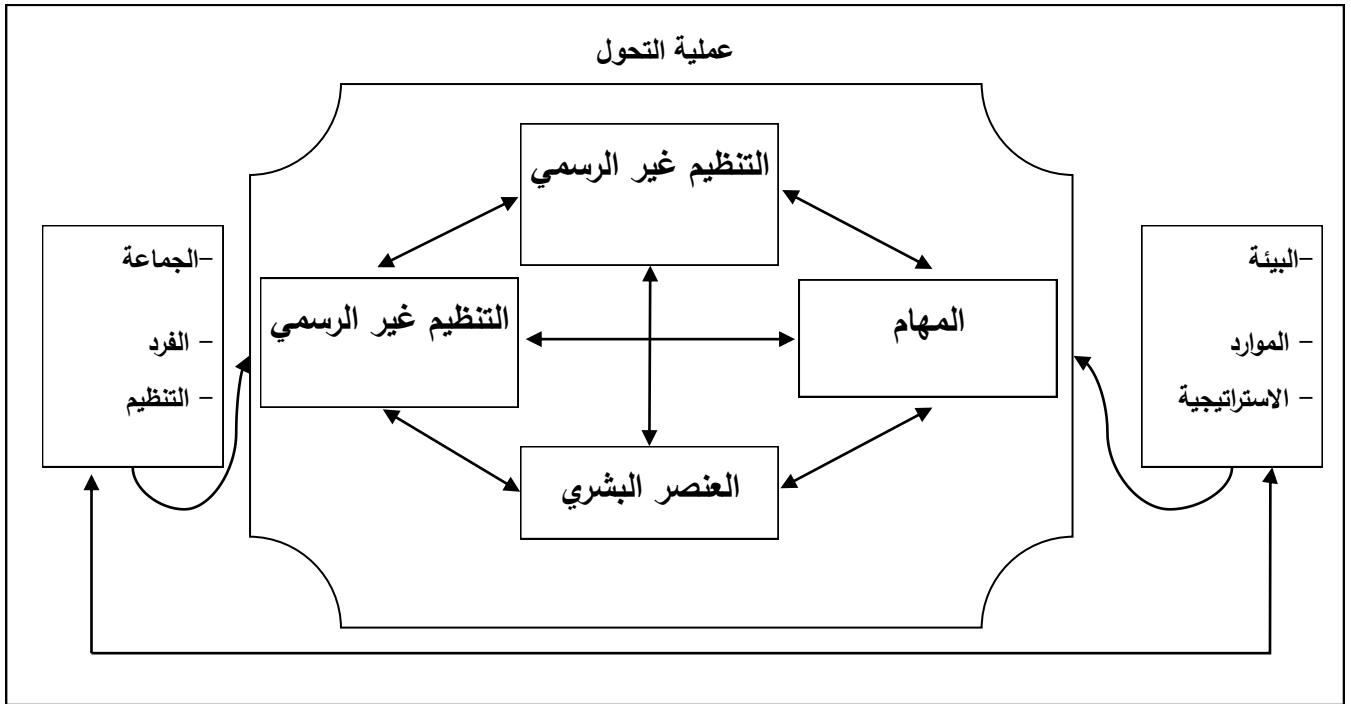 عملية التحول
التنظيم غير الرسمي
-البيئة
- الموارد
- الاستراتيجية
المهام
التنظيم غير الرسمي
-الجماعة
- الفرد
- التنظيم
العنصر البشري